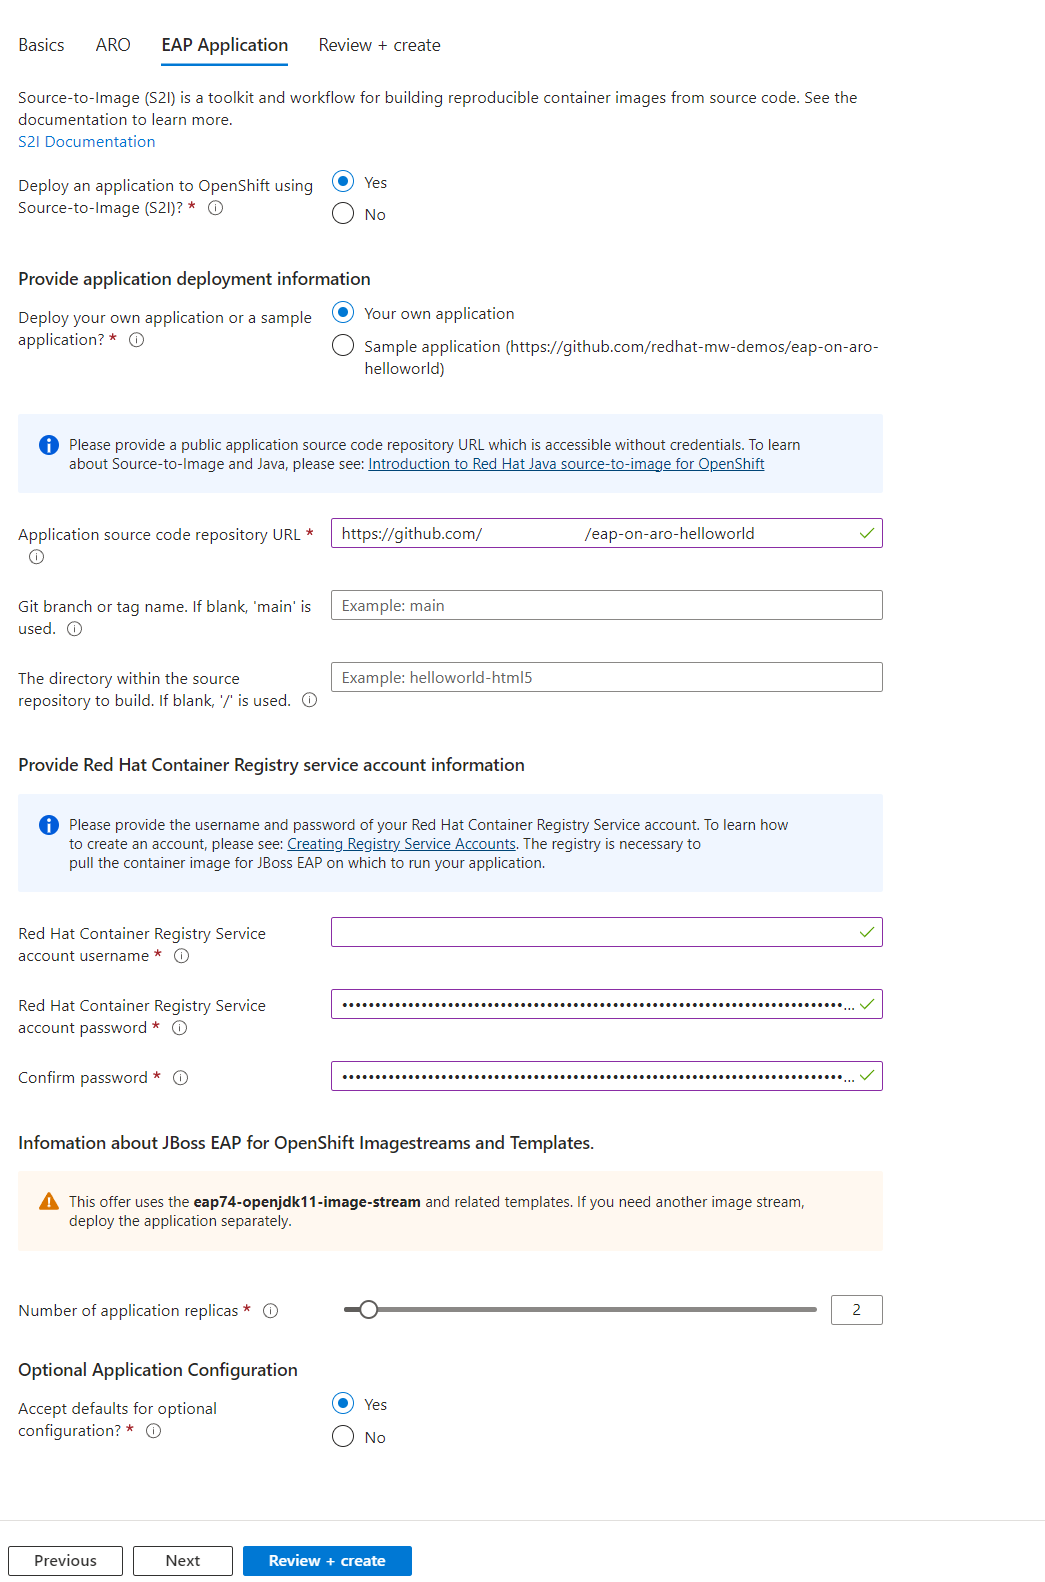 Basics ARO EAP Application Review + create
Source-to-Image (S2I) is a toolkit and workflow for building reproducible container images from source code. See the
documentation to learn more.
S2I Documentation
Deploy an application to OpenShift using
Source-to-Image (S2I)? *
Yes
No
Provide application deployment information
Deploy your own application or a sample
application? *
Your own application
Sample application (https://github.com/redhat-mw-demos/eap-on-aro-
helloworld)
Please provide a public application source code repository URL which is accessible without credentials. To learn
about Source-to-Image and Java, please see: Introduction to Red Hat Java source-to-image for OpenShift
Application source code repository URL *
https://github.com/ /eap-on-aro-helloworld
Git branch or tag name. If blank, 'main' is
used.
Example: main
The directory within the source
repository to build. If blank, '/' is used.
Example: helloworld-html5
Provide Red Hat Container Registry service account information
Please provide the username and password of your Red Hat Container Registry Service account. To learn how
to create an account, please see: Creating Registry Service Accounts. The registry is necessary to
pull the container image for JBoss EAP on which to run your application.
Red Hat Container Registry Service
account username *
Red Hat Container Registry Service
account password *
Confirm password *
Infomation about JBoss EAP for OpenShift Imagestreams and Templates.
This offer uses the eap74-openjdk11-image-stream and related templates. If you need another image stream,
deploy the application separately.
Number of application replicas *
2
Optional Application Configuration
Accept defaults for optional
configuration? *
Yes
No
Previous Next Review + create